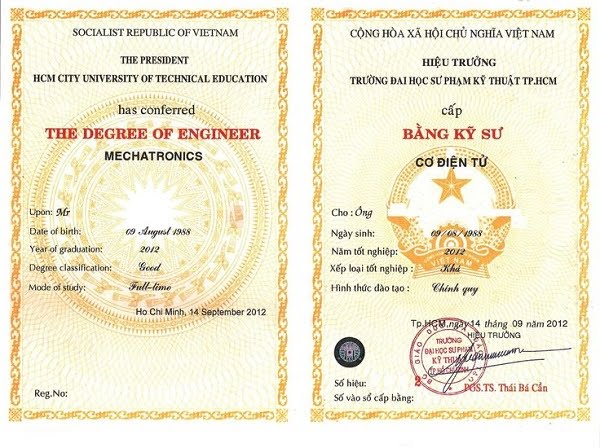 SOCIALIST REPUBLIC OF VIETNAM
THE PRESIDENT
HCM CITY UNIVERSITY OF TECHNICAL EDUCATION
has conferred
THE DEGREE OF ENGINEER
MECHATRONICS
Upon: Mr
Date of birth: 09 August 1988
Year of graduation: 2012
Degree classification: Good
Mode of study: Full-time
Ho Chi Minh, 14 September 2012
Reg.No:
CỘNG HÒA XÃ HỘI CHỦ NGHĨA VIỆT NAM
HIỆU TRƯỞNG
TRƯỜNG ĐẠI HỌC SƯ PHẠM KỸ THUẬT TP.HCM
cấp
BẰNG KỸ SƯ
CƠ ĐIỆN TỬ
Cho: Ông
Ngày sinh: 09/08/1988
Năm tốt nghiệp: 2012
Xếp loại tốt nghiệp: Khá
Hình thức đào tạo: Chính quy
Tp.HCM, ngày 14 tháng 09 năm 2012
HIỆU TRƯỞNG
TRƯỜNG
ĐẠI HỌC SƯ PHẠM
KỸ THUẬT
TP.HỒ CHÍ MINH
Số hiệu:
PGS.TS. Thái Bá Cần
Số vào sổ cấp bằng: